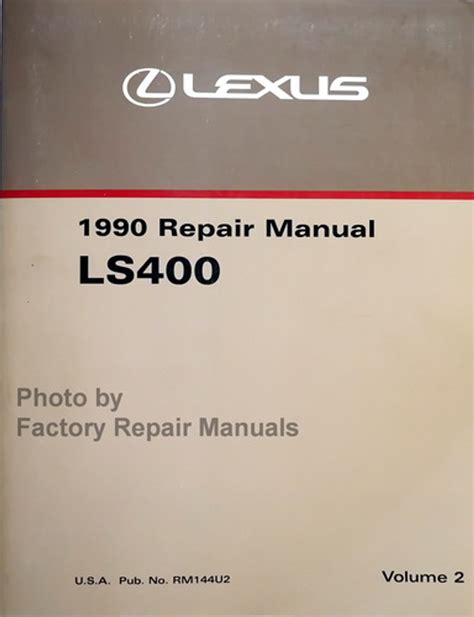 LEXUS
1990 Repair Manual
LS400
Photo by
Factory Repair Manuals
U.S.A. Pub. No. RM144U2
Volume 2